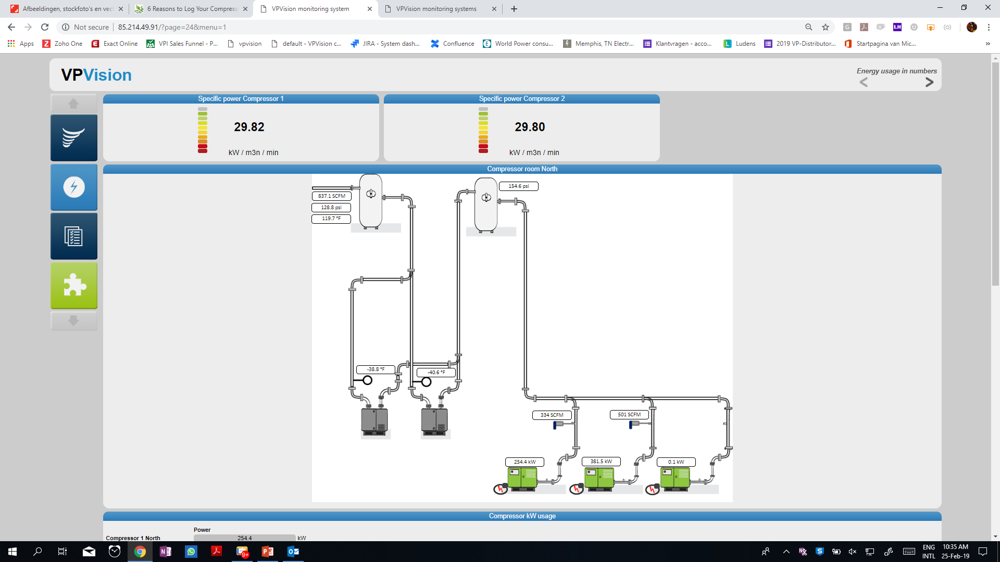 Afbeeldingen, stockfoto's en vect
6 Reasons to Log Your Compress
VPVision monitoring system
VPVision monitoring systems
Not secure
85.214.49.91/?page=24&menu=1
Apps
Zoho One
Exact Online
VPI Sales Funnel - P...
vpvision
default - VPVision c...
JIRA - System dash...
Confluence
World Power consu...
Memphis, TN Electr...
Klantvragen - acco...
Ludens
2019 VP-Distributor...
Startpagina van Mic...
»
VPVision
Energy usage in numbers
< >
Specific power Compressor 1
29.82
kW / m3n / min
Specific power Compressor 2
29.80
kW / m3n / min
Compressor room North
837.1 SCFM
128.8 psi
119.7 °F
154.6 psi
-38.8 °F
-40.6 °F
334 SCFM
501 SCFM
254.4 kW
381.5 kW
0.1 kW
Compressor kW usage
Power
Compressor 1 North
254.4
kW
9+
ENG
INTL
10:35 AM
25-Feb-19